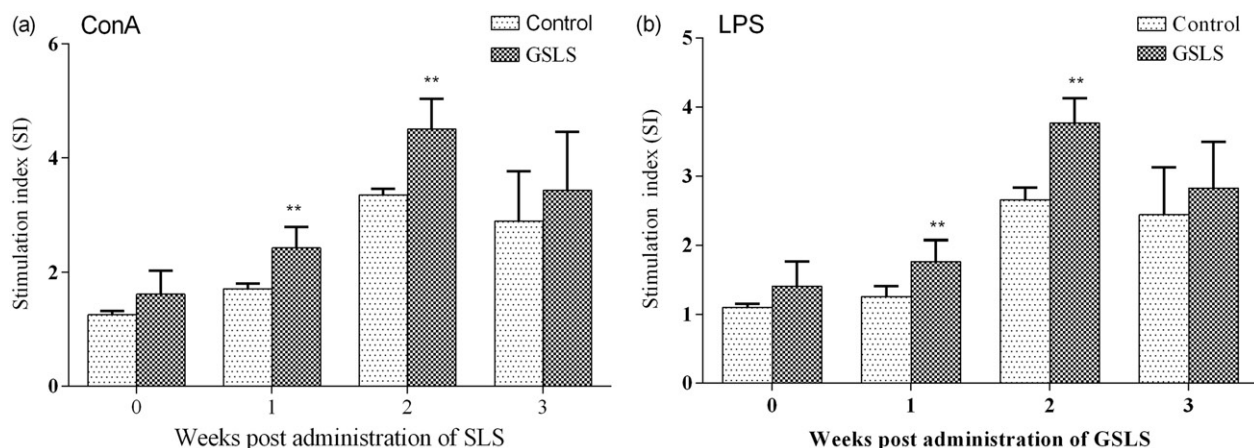 (a) ConA
Control
GSLS
6
4
2
0
Stimulation index (SI)
**
**
0 1 2 3
Weeks post administration of SLS
(b) LPS
Control
GSLS
5
4
3
2
1
0
Stimulation index (SI)
**
**
0 1 2 3
Weeks post administration of GSLS